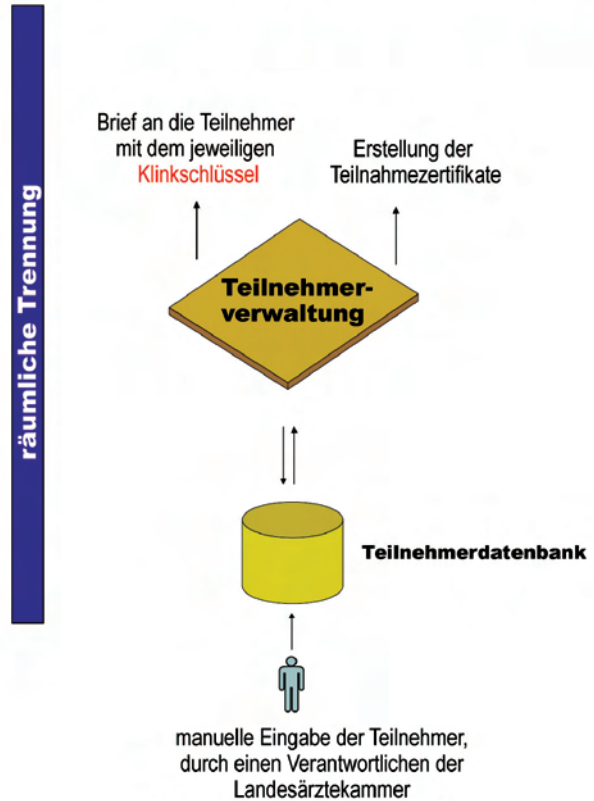 räumliche Trennung
Brief an die Teilnehmer
mit dem jeweiligen
Klinkschlüssel
Erstellung der
Teilnahmezertifikate
Teilnehmer-
verwaltung
Teilnehmerdatenbank
manuelle Eingabe der Teilnehmer,
durch einen Verantwortlichen der
Landesärztekammer